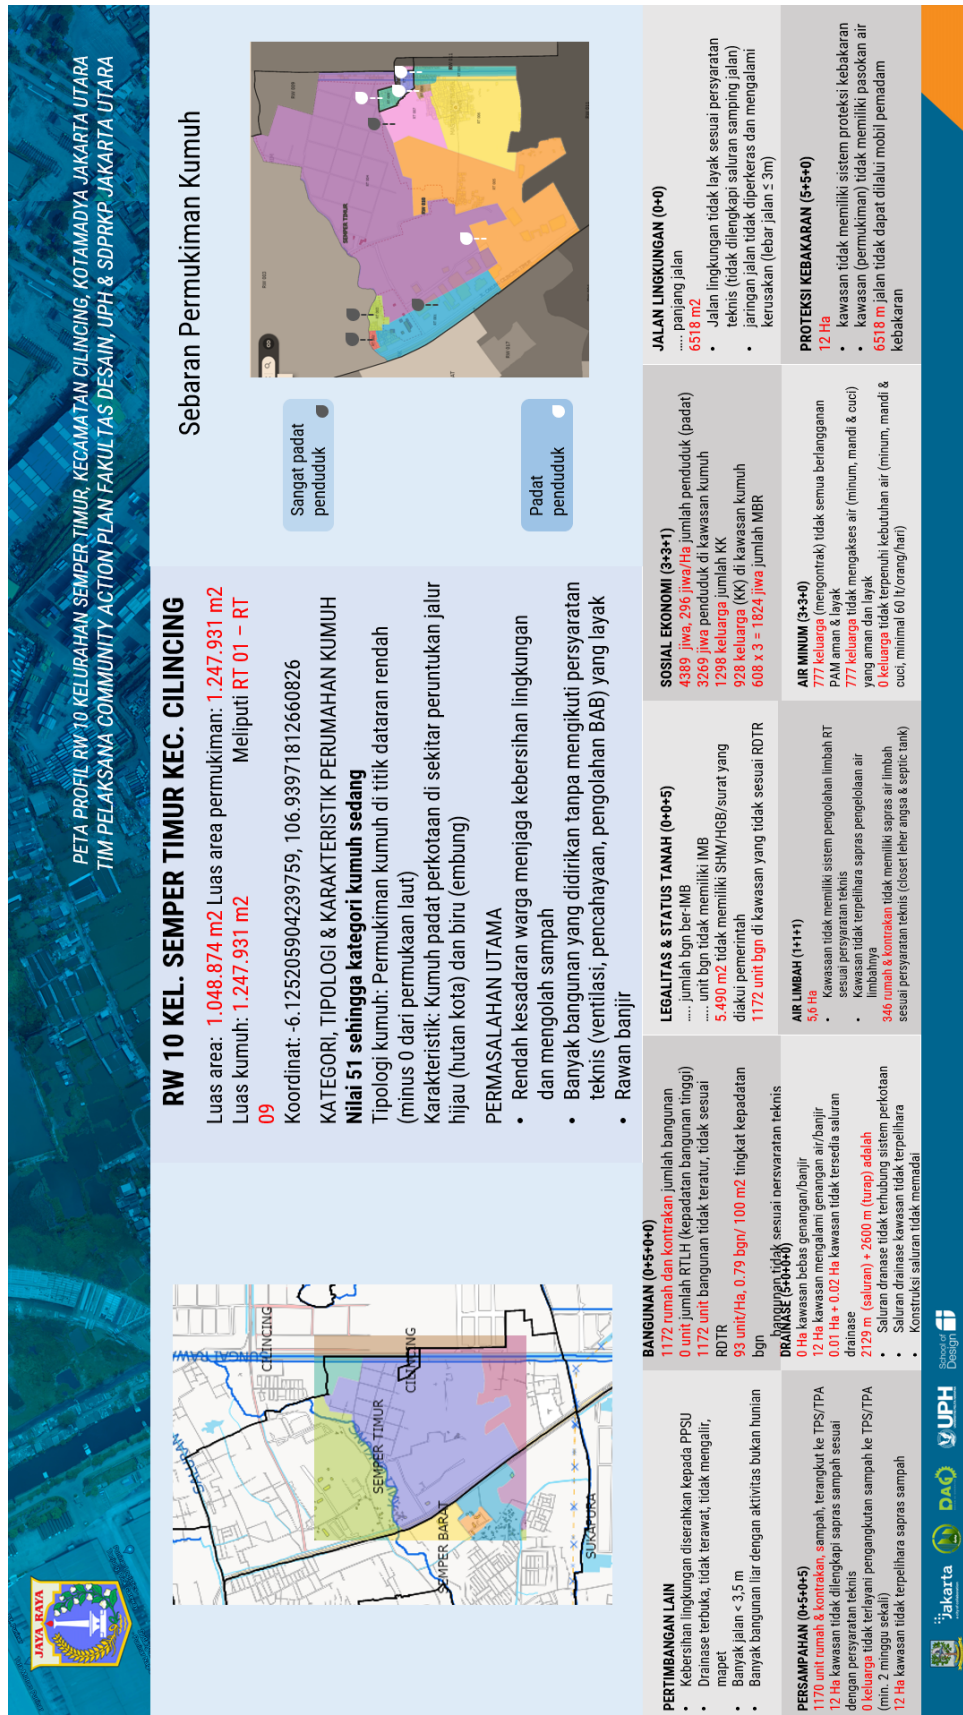 JAYA RAYA
PETA PROFIL RW 10 KELURAHAN SEMPER TIMUR, KECAMATAN CILINCING, KOTAMADYA JAKARTA UTARA
TIM PELAKSANA COMMUNITY ACTION PLAN FAKULTAS DESAIN, UPH & SDPRKP JAKARTA UTARA
CILINCING
CILINCING
SEMPER TIMUR
SEMPER BARAT
SUKAPURA
RW 10 KEL. SEMPER TIMUR KEC. CILINCING
Luas area: 1.048.874 m2 Luas area permukiman: 1.247.931 m2
Luas kumuh: 1.247.931 m2 Meliputi RT 01 – RT
09
Koordinat: -6.125205904239759, 106.93971812660826
KATEGORI, TIPOLOGI & KARAKTERISTIK PERUMAHAN KUMUH
Nilai 51 sehingga kategori kumuh sedang
Tipologi kumuh: Permukiman kumuh di titik dataran rendah
(minus 0 dari permukaan laut)
Karakteristik: Kumuh padat perkotaan di sekitar peruntukan jalur
hijau (hutan kota) dan biru (embung)
PERMASALAHAN UTAMA
• Rendah kesadaran warga menjaga kebersihan lingkungan
dan mengolah sampah
• Banyak bangunan yang didirikan tanpa mengikuti persyaratan
teknis (ventilasi, pencahayaan, pengolahan BAB) yang layak
• Rawan banjir
Sebaran Permukiman Kumuh
SEMPER TIMUR
Sangat padat
penduduk
Padat
penduduk
PERTIMBANGAN LAIN
• Kebersihan lingkungan diserahkan kepada PPSU
• Drainase terbuka, tidak terawat, tidak mengalir,
mapet
• Banyak jalan < 3,5 m
• Banyak bangunan liar dengan aktivitas bukan hunian
BANGUNAN (0+5+0+0)
1172 rumah dan kontrakan jumlah bangunan
0 unit jumlah RTLH (kepadatan bangunan tinggi)
1172 unit bangunan tidak teratur, tidak sesuai
RDTR
93 unit/Ha, 0.79 bgn/ 100 m2 tingkat kepadatan
bgn
bangunan tidak sesuai persyaratan teknis
LEGALITAS & STATUS TANAH (0+0+5)
..... jumlah bgn ber-IMB
..... unit bgn tidak memiliki IMB
5.490 m2 tidak memiliki SHM/HGB/surat yang
diakui pemerintah
1172 unit bgn di kawasan yang tidak sesuai RDTR
SOSIAL EKONOMI (3+3+1)
4389 jiwa, 296 jiwa/Ha jumlah penduduk (padat)
3269 jiwa penduduk di kawasan kumuh
1298 keluarga jumlah KK
928 keluarga (KK) di kawasan kumuh
608 x 3 = 1824 jiwa jumlah MBR
JALAN LINGKUNGAN (0+0)
..... panjang jalan
6518 m2
• Jalan lingkungan tidak layak sesuai persyaratan
teknis (tidak dilengkapi saluran samping jalan)
• jaringan jalan tidak diperkeras dan mengalami
kerusakan (lebar jalan ≤ 3m)
PERSAMPAHAN (0+5+0+5)
1170 unit rumah & kontrakan, sampah, terangkut ke TPS/TPA
12 Ha kawasan tidak dilengkapi sapras sampah sesuai
dengan persyaratan teknis
0 keluarga tidak terlayani pengangkutan sampah ke TPS/TPA
(min. 2 minggu sekali)
12 Ha kawasan tidak terpelihara sapras sampah
DRAINASE (5+0+0+0)
0 Ha kawasan bebas genangan/banjir
12 Ha kawasan mengalami genangan air/banjir
0.01 Ha + 0.02 Ha kawasan tidak tersedia saluran
drainase
2129 m (saluran) + 2600 m (turap) adalah
• Saluran dranase tidak terhubung sistem perkotaan
• Saluran drainase kawasan tidak terpelihara
• Konstruksi saluran tidak memadai
AIR LIMBAH (1+1+1)
5,6 Ha
• Kawasaan tidak memiliki sistem pengolahan limbah RT
sesuai persyaratan teknis
• Kawasan tidak terpelihara sapras pengelolaan air
limbahnya
346 rumah & kontrakan tidak memiliki sapras air limbah
sesuai persyaratan teknis (closet leher angsa & septic tank)
AIR MINUM (3+3+0)
777 keluarga (mengontrak) tidak semua berlangganan
PAM aman & layak
777 keluarga tidak mengakses air (minum, mandi & cuci)
yang aman dan layak
0 keluarga tidak terpenuhi kebutuhan air (minum, mandi &
cuci, minimal 60 lt/orang/hari)
PROTEKSI KEBAKARAN (5+5+0)
12 Ha
• kawasan tidak memiliki sistem proteksi kebakaran
• kawasan (permukiman) tidak memiliki pasokan air
6518 m jalan tidak dapat dilalui mobil pemadam
kebakaran
Jakarta
DAG
UPH
School of
Design